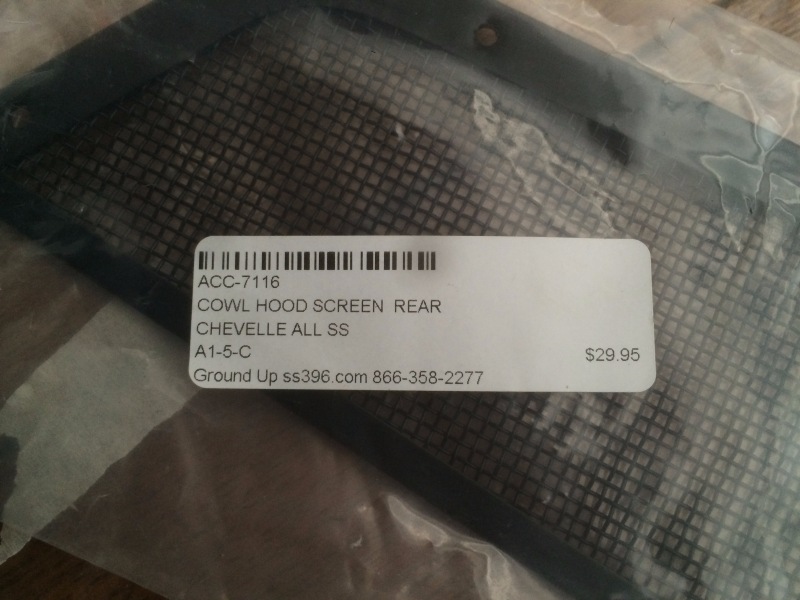 ACC-7116
COWL HOOD SCREEN REAR
CHEVELLE ALL SS
A1-5-C $29.95
Ground Up ss396.com 866-358-2277